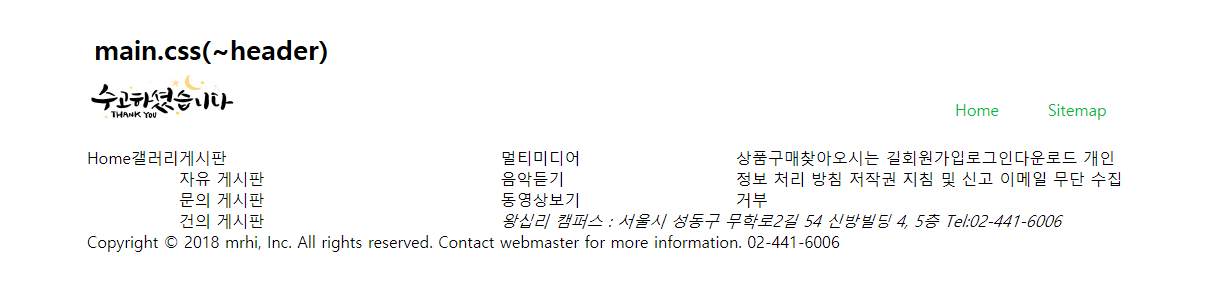 main.css(~header)
수고하셨습니다
THANK YOU
Home Sitemap
Home갤러리게시판 멀티미디어 상품구매찾아오시는 길회원가입로그인다운로드 개인
자유 게시판 음악듣기 정보 처리 방침 저작권 지침 및 신고 이메일 무단 수집
문의 게시판 동영상보기 거부
건의 게시판 왕십리 캠퍼스 : 서울시 성동구 무학로2길 54 신방빌딩 4, 5층 Tel:02-441-6006
Copyright © 2018 mrhi, Inc. All rights reserved. Contact webmaster for more information. 02-441-6006